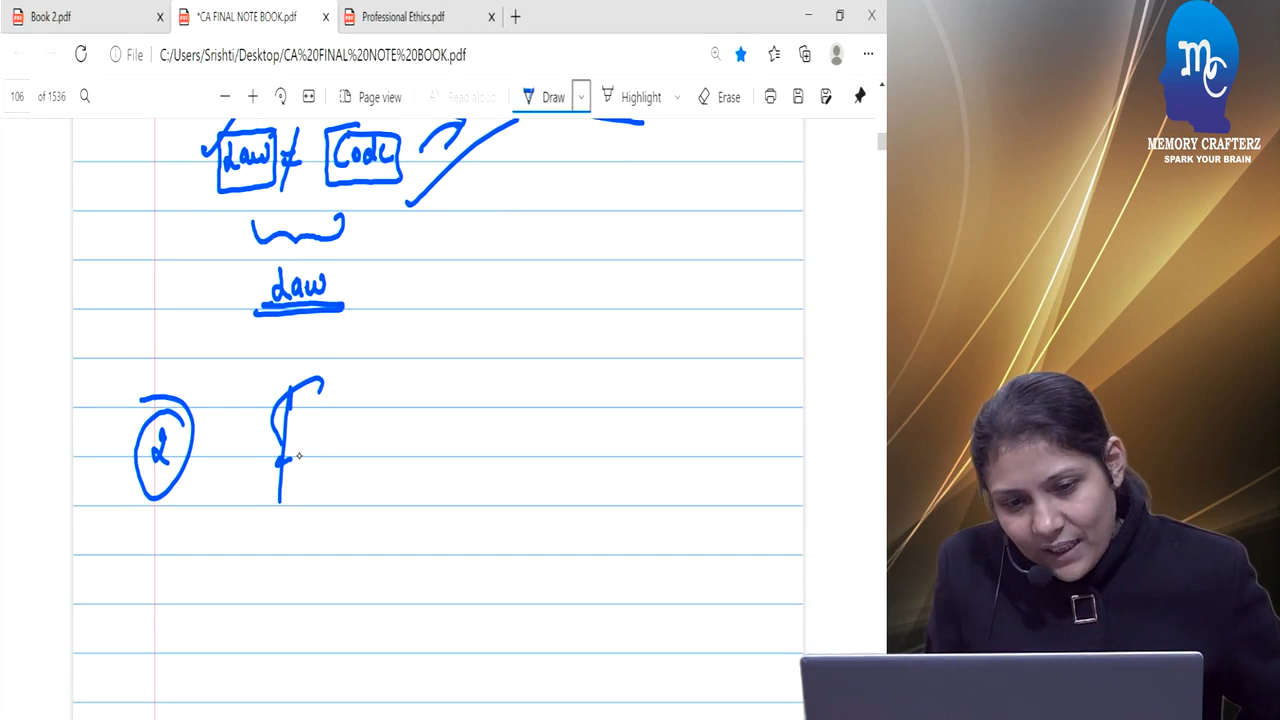 Book 2.pdf
*CA FINAL NOTE BOOK.pdf
Professional Ethics.pdf
File C:/Users/Srishti/Desktop/CA%20FINAL%20NOTE%20BOOK.pdf
106 of 1536
Page view
Read aloud
Draw
Highlight
Erase
Law ≠ Code
Law
2
MC
MEMORY CRAFTERZ
SPARK YOUR BRAIN